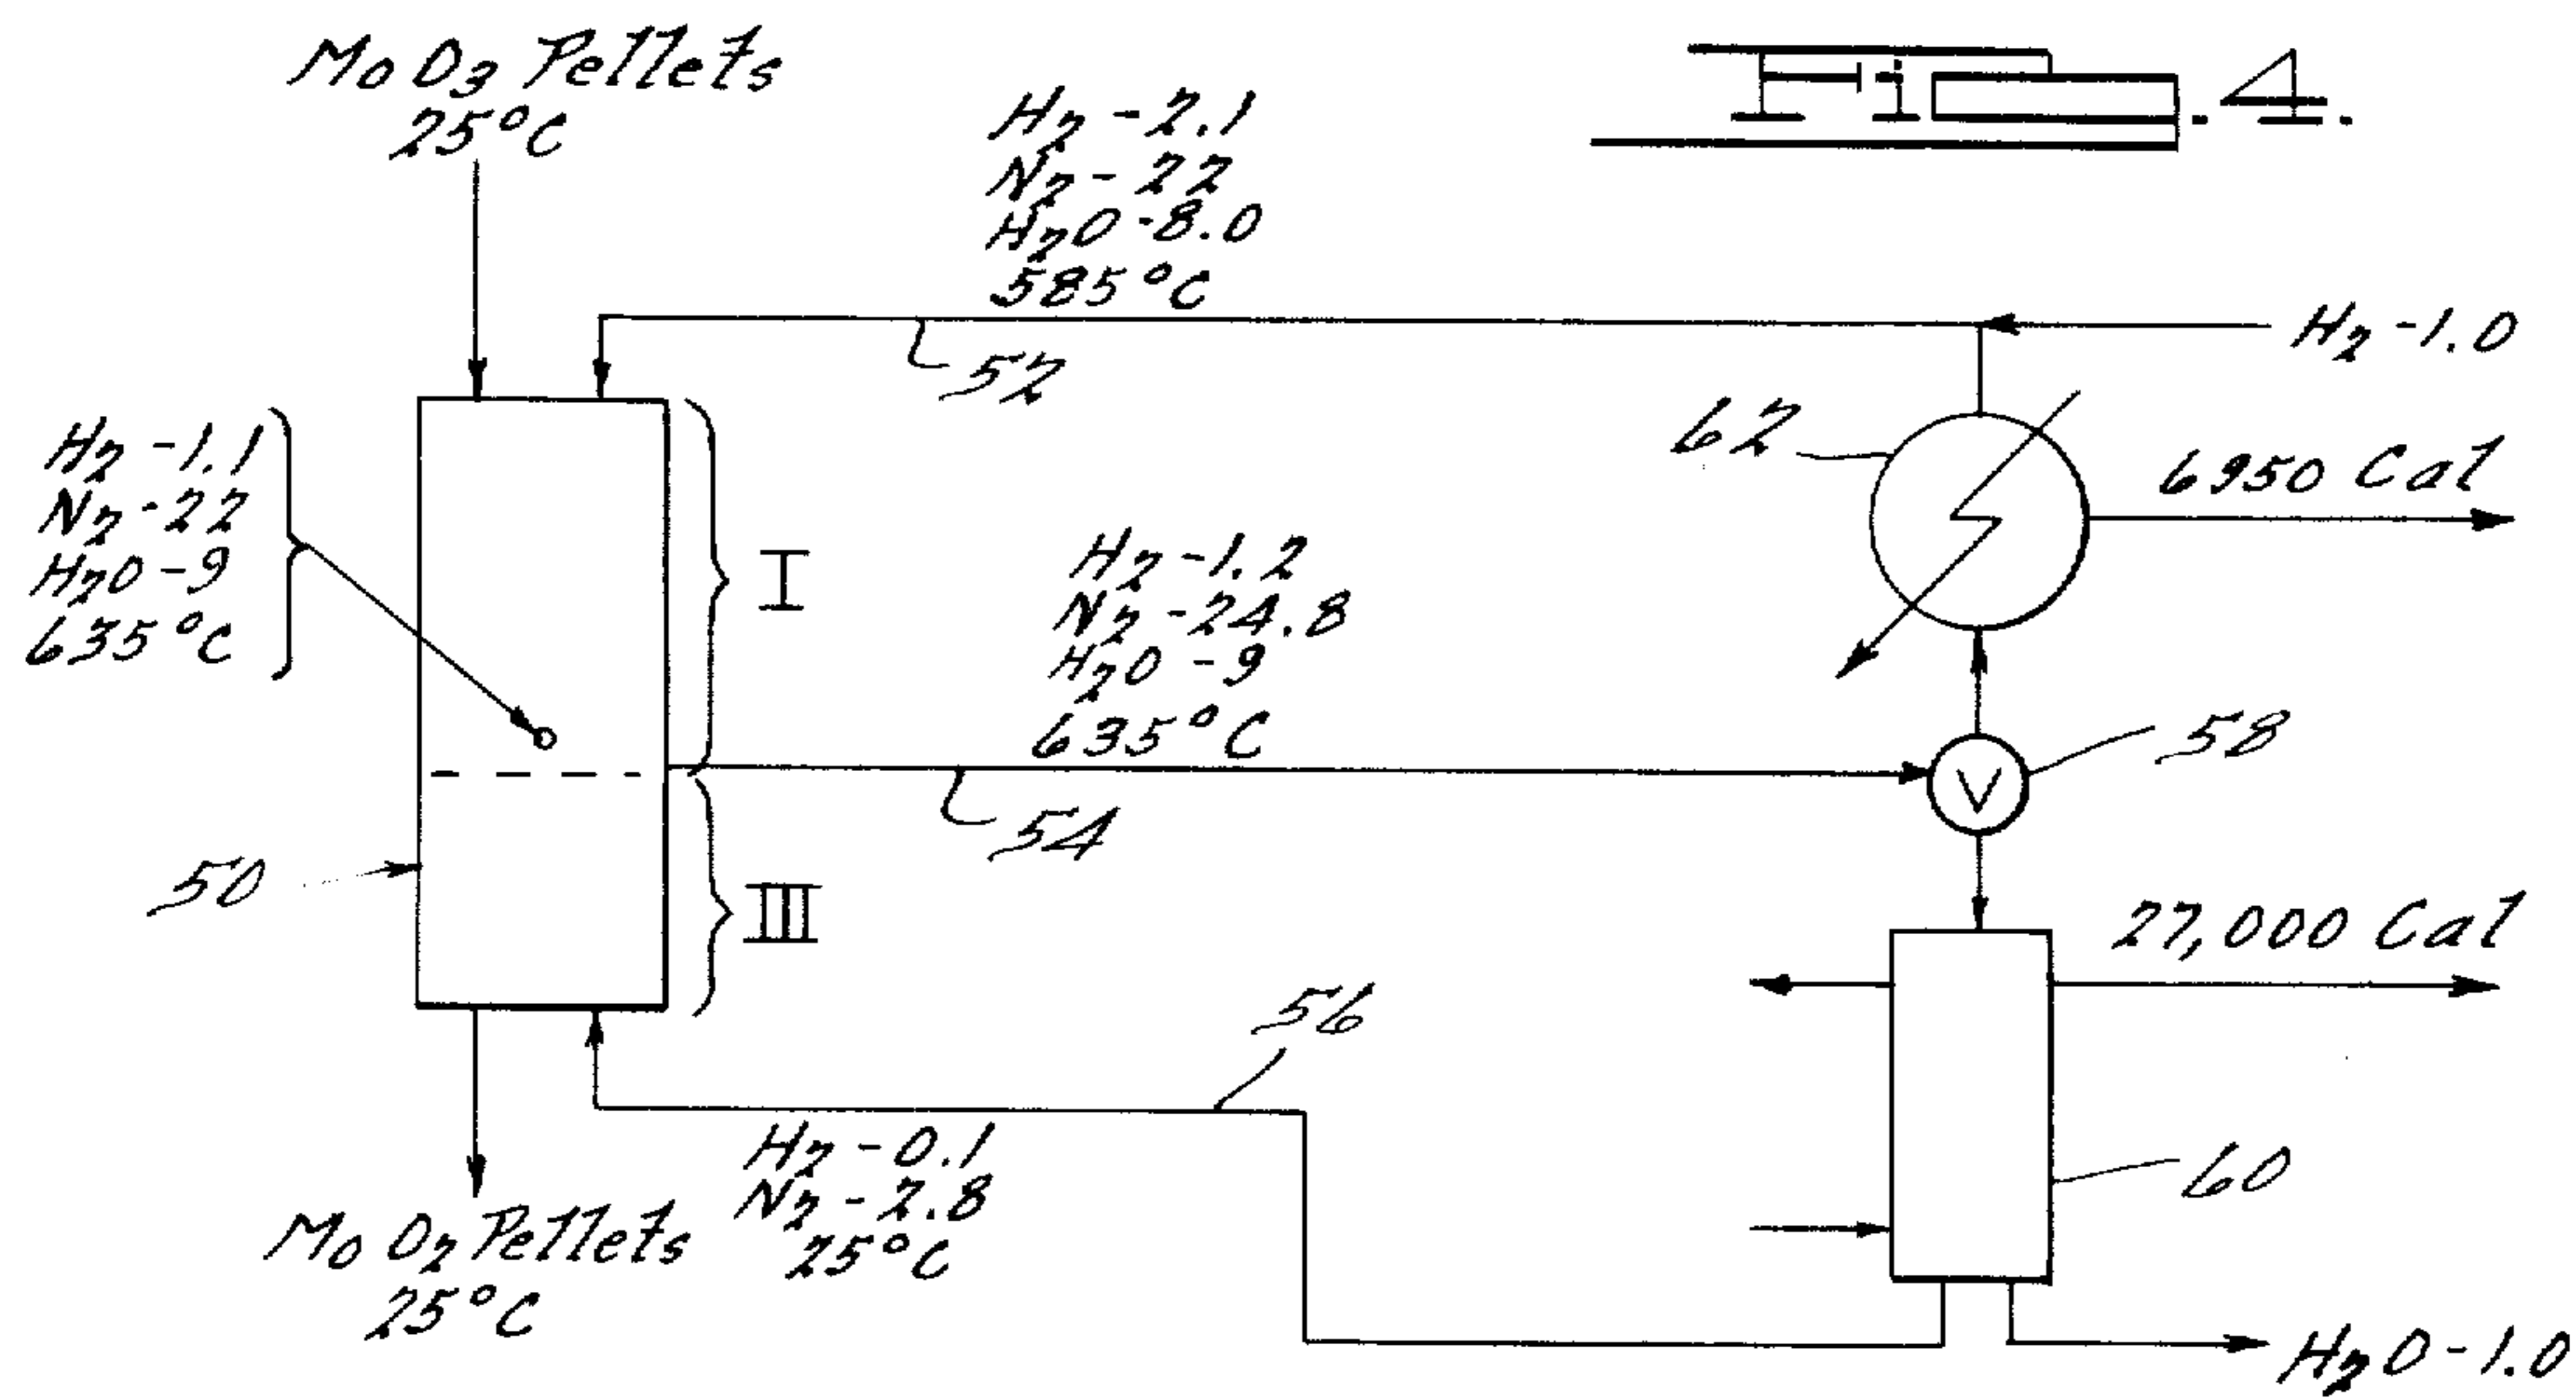 MoO3 Pellets
25°C
Fig. 4.
H2-2.1
N2-22
H2O-8.0
585°C
H2-1.0
52
H2-1.1
N2-22
H2O-9
635°C
I
62
6950 Cal
H2-1.2
N2-24.8
H2O-9
635°C
58
V
54
50
III
27,000 Cal
56
60
H2-0.1
N2-2.8
25°C
MoO2 Pellets
25°C
H2O-1.0